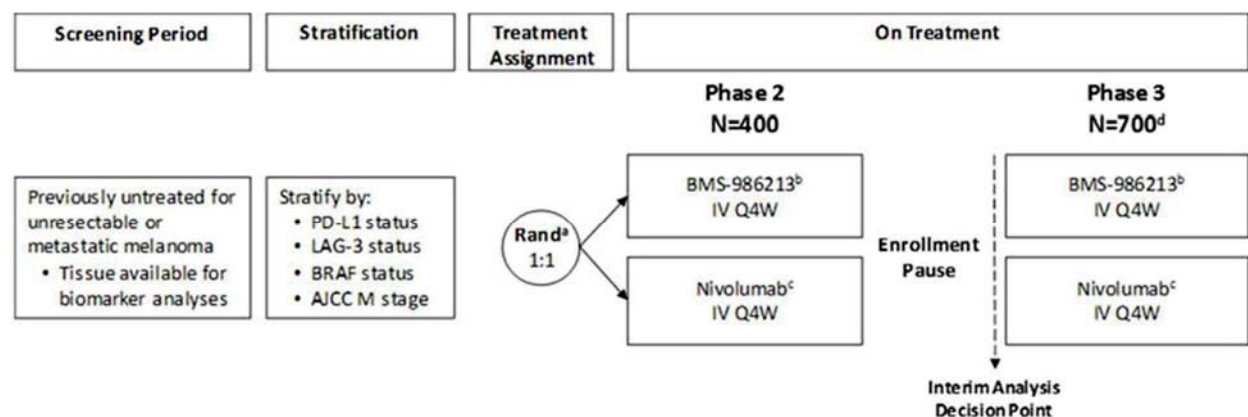 Screening Period
Stratification
Treatment
Assignment
On Treatment
Phase 2
N=400
Phase 3
N=700ᵈ
Previously untreated for
unresectable or
metastatic melanoma
• Tissue available for
biomarker analyses
Stratify by:
• PD-L1 status
• LAG-3 status
• BRAF status
• AJCC M stage
Randᵃ
1:1
BMS-986213ᵇ
IV Q4W
Nivolumabᶜ
IV Q4W
Enrollment
Pause
BMS-986213ᵇ
IV Q4W
Nivolumabᶜ
IV Q4W
Interim Analysis
Decision Point